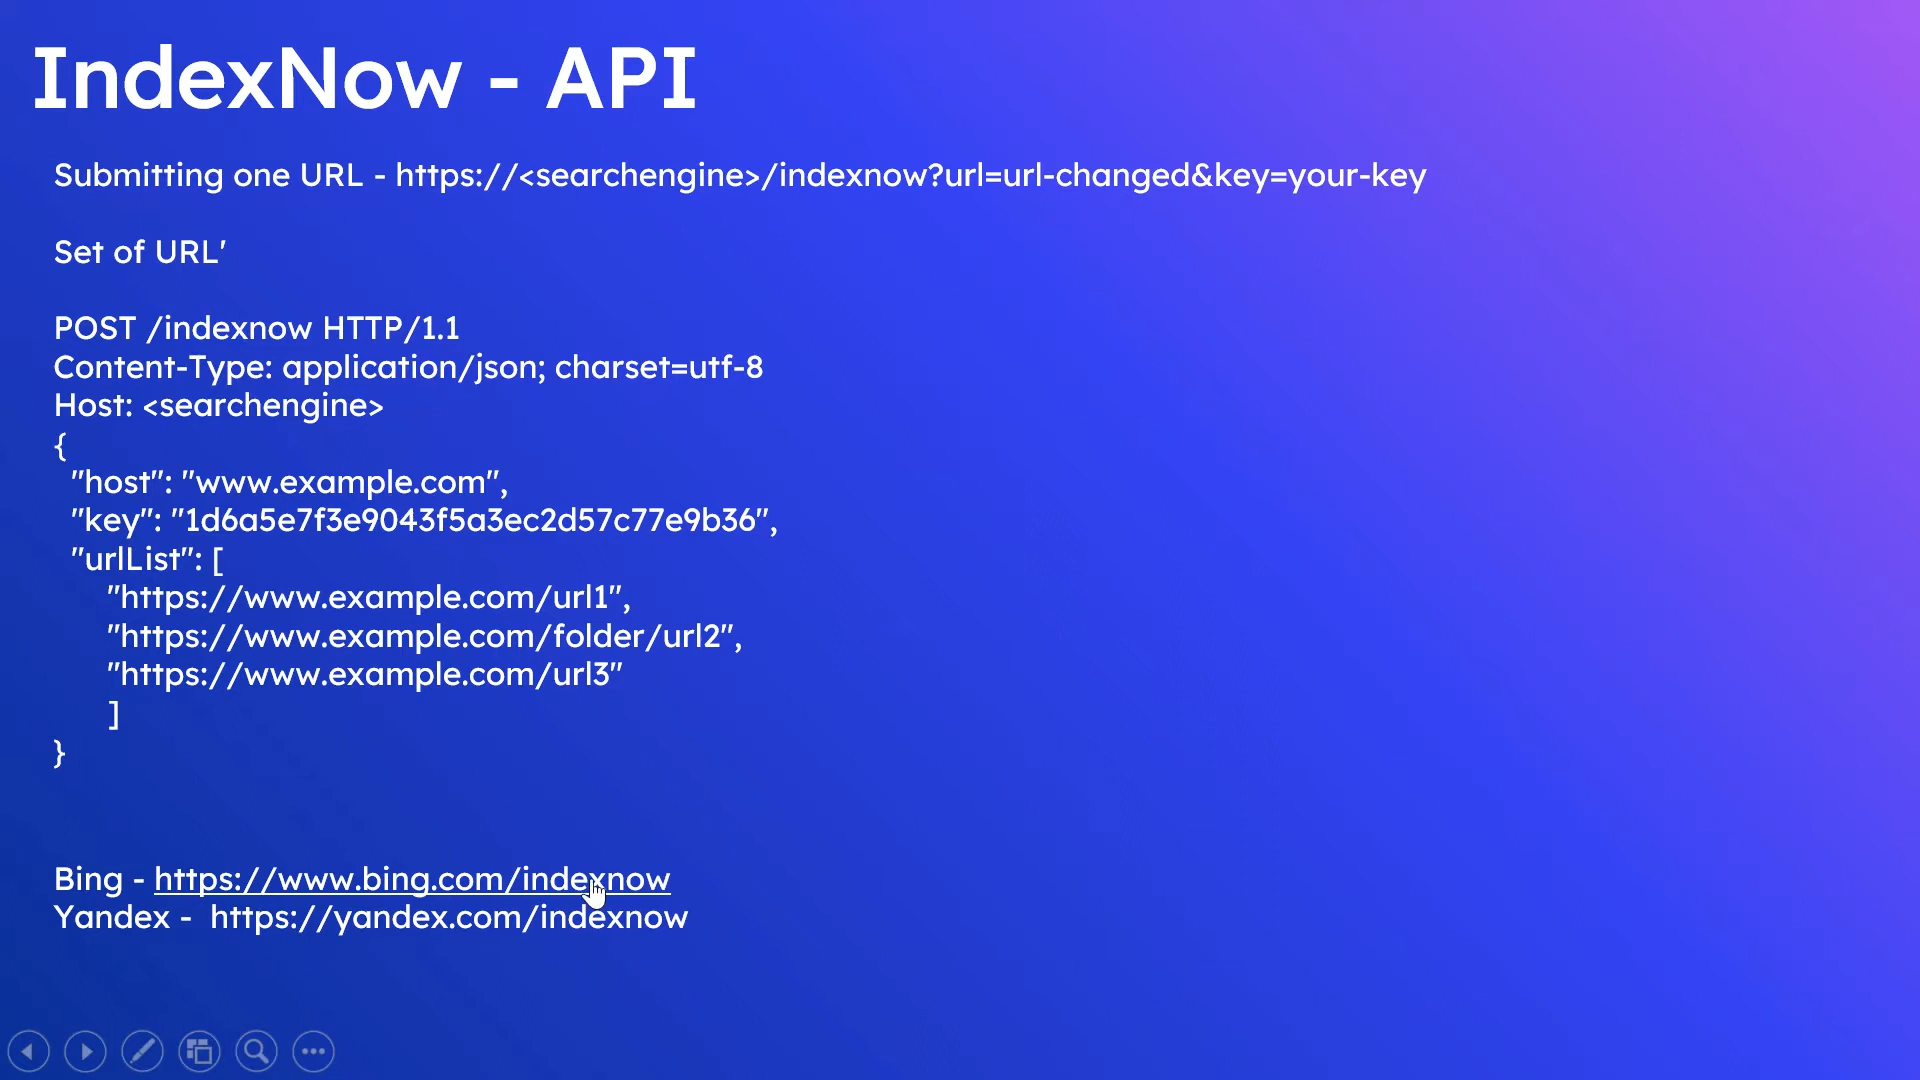 IndexNow - API
Submitting one URL - https://<searchengine>/indexnow?url=url-changed&key=your-key
Set of URL'
POST /indexnow HTTP/1.1
Content-Type: application/json; charset=utf-8
Host: <searchengine>
{
"host": "www.example.com",
"key": "1d6a5e7f3e9043f5a3ec2d57c77e9b36",
"urlList": [
"https://www.example.com/url1",
"https://www.example.com/folder/url2",
"https://www.example.com/url3"
]
}
Bing - https://www.bing.com/indexnow
Yandex - https://yandex.com/indexnow